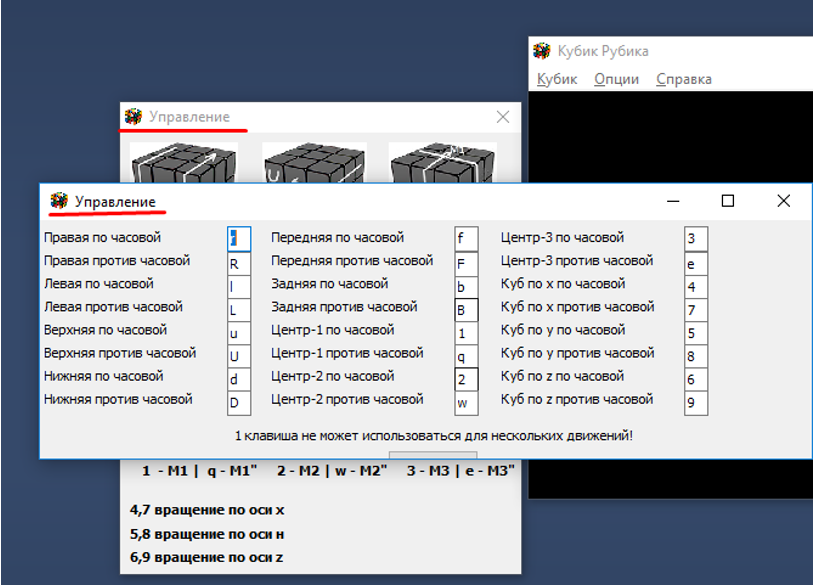 Кубик Рубика
Кубик Опции Справка
Управление
U M1
Управление
Правая по часовой r Передняя по часовой f Центр-3 по часовой 3
Правая против часовой R Передняя против часовой F Центр-3 против часовой e
Левая по часовой l Задняя по часовой b Куб по x по часовой 4
Левая против часовой L Задняя против часовой B Куб по x против часовой 7
Верхняя по часовой u Центр-1 по часовой 1 Куб по y по часовой 5
Верхняя против часовой U Центр-1 против часовой q Куб по y против часовой 8
Нижняя по часовой d Центр-2 по часовой 2 Куб по z по часовой 6
Нижняя против часовой D Центр-2 против часовой w Куб по z против часовой 9
1 клавиша не может использоваться для нескольких движений!
1 - M1 | q - M1" 2 - M2 | w - M2" 3 - M3 | e - M3"
4,7 вращение по оси x
5,8 вращение по оси н
6,9 вращение по оси z